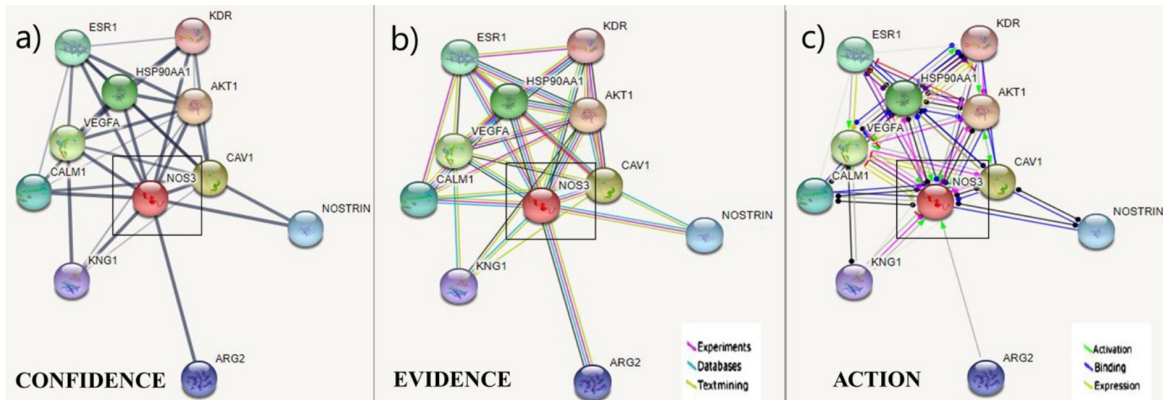 a)
ESR1
KDR
HSP90AA1
AKT1
VEGFA
CAV1
CALM1
NOS3
NOSTRIN
KNG1
ARG2
CONFIDENCE
b)
ESR1
KDR
HSP90AA1
AKT1
VEGFA
CAV1
CALM1
NOS3
NOSTRIN
KNG1
ARG2
Experiments
Databases
Textmining
EVIDENCE
c)
ESR1
KDR
HSP90AA1
AKT1
VEGFA
CAV1
CALM1
NOS3
NOSTRIN
KNG1
ARG2
Activation
Binding
Expression
ACTION